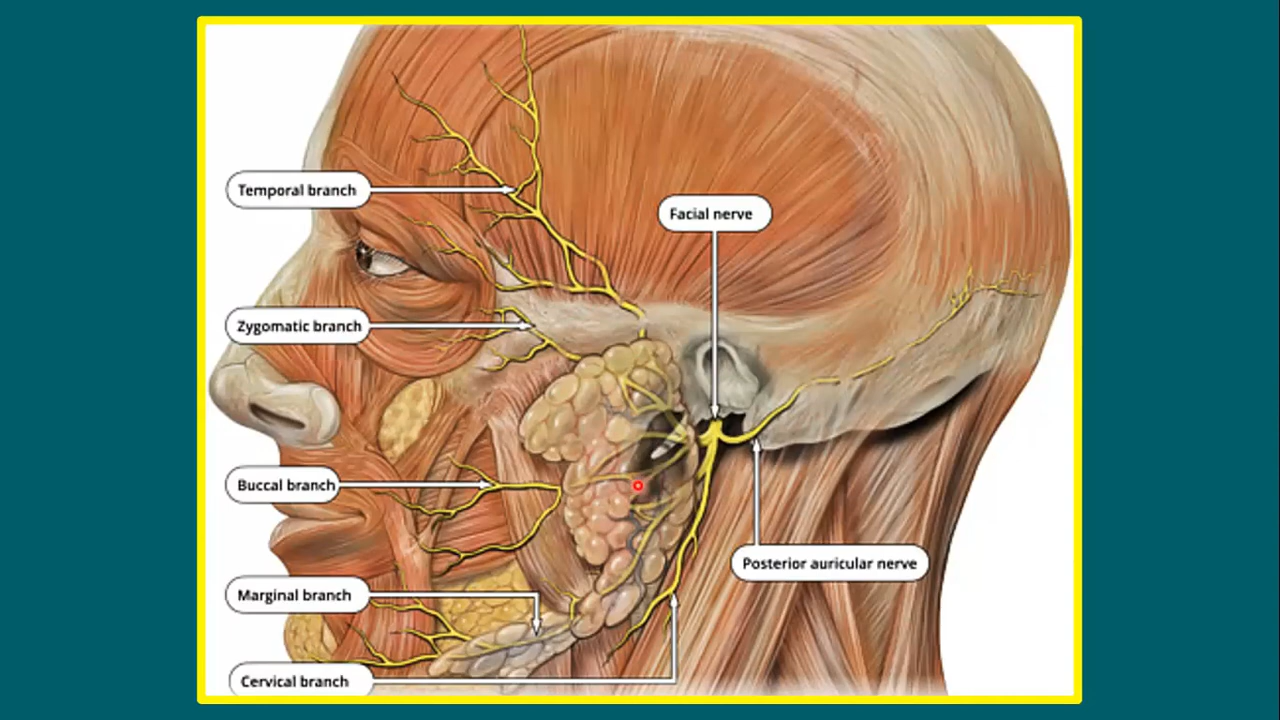 Temporal branch
Facial nerve
Zygomatic branch
Buccal branch
Posterior auricular nerve
Marginal branch
Cervical branch